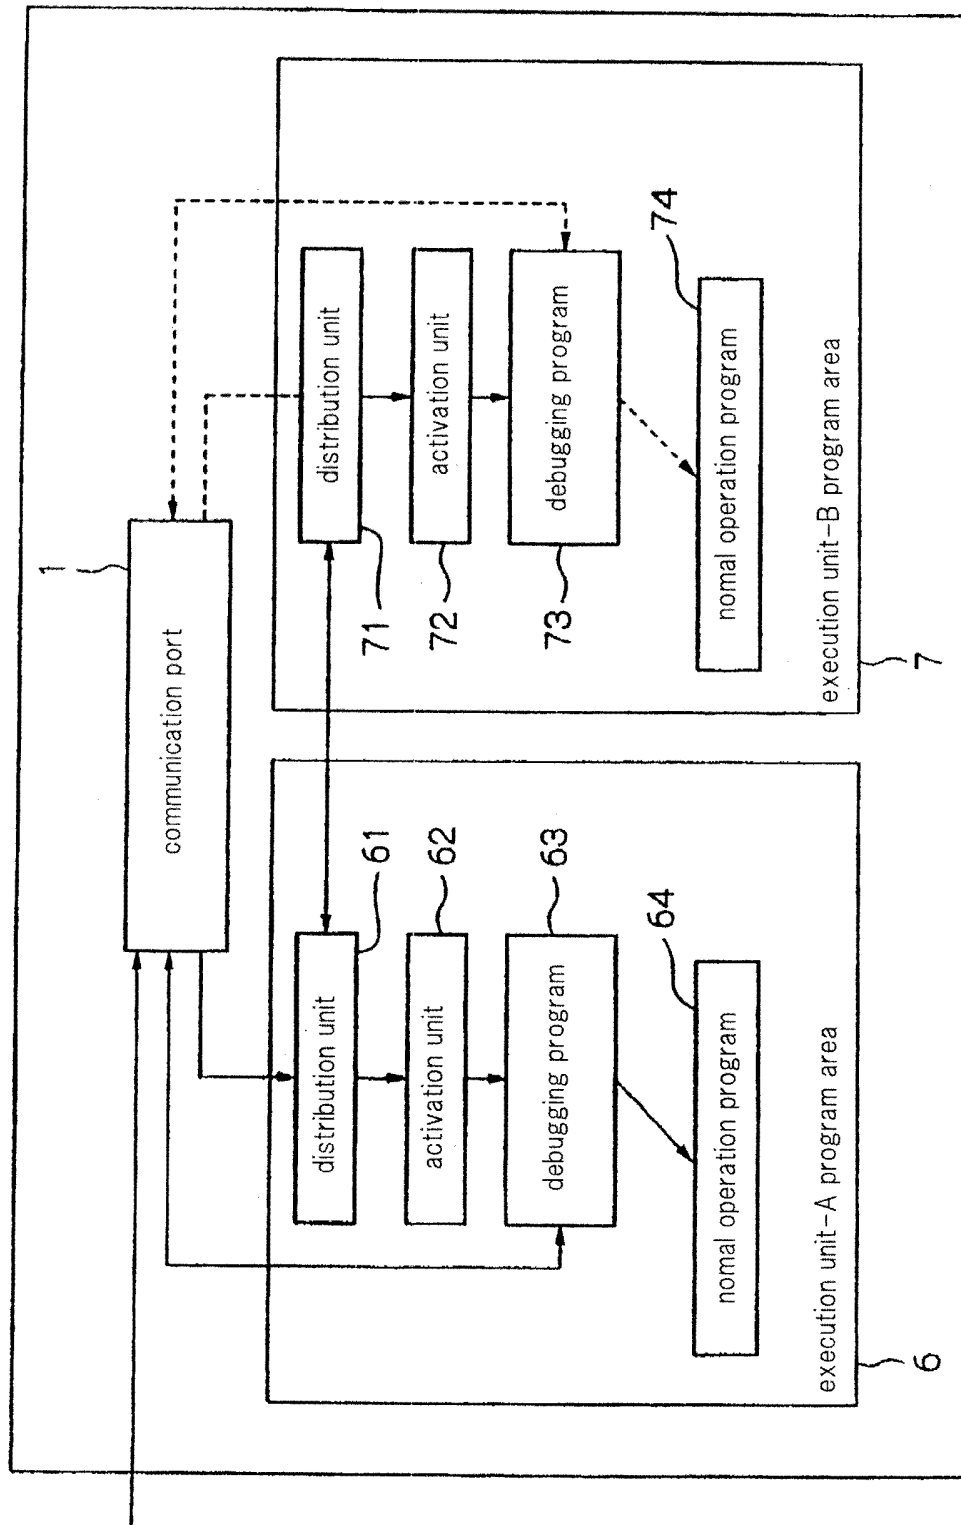 1
communication port
distribution unit
61
activation unit
62
debugging program
63
nomal operation program
64
execution unit-A program area
6
distribution unit
71
activation unit
72
debugging program
73
nomal operation program
74
execution unit-B program area
7